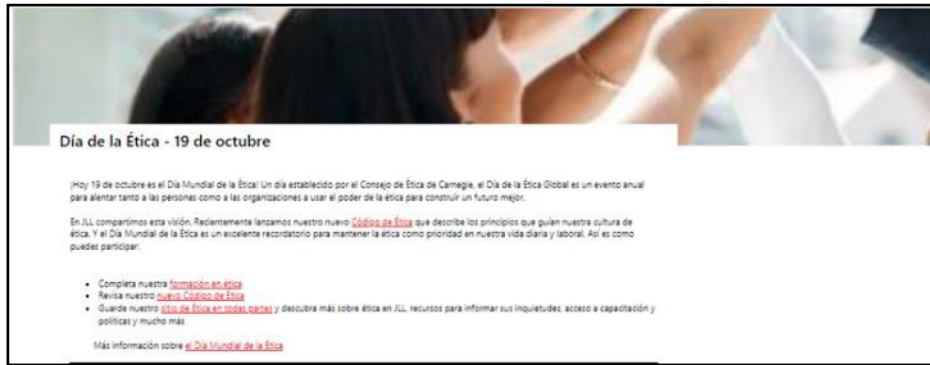 Día de la Ética - 19 de octubre
¡Hoy 19 de octubre es el Día Mundial de la Ética! Un día establecido por el Consejo de Ética de Carnegie, el Día de la Ética Global es un evento anual
para alentar tanto a las personas como a las organizaciones a usar el poder de la ética para construir un futuro mejor.
En JLL compartimos esta visión. Recientemente lanzamos nuestro nuevo Código de Ética que describe los principios que guían nuestra cultura de
ética. Y el Día Mundial de la Ética es un excelente recordatorio para mantener la ética como prioridad en nuestra vida diaria y laboral. Así es como
puedes participar:
• Completa nuestra formación en ética
• Revisa nuestro nuevo Código de Ética
• Guarde nuestro sitio de Ética en todas partes y descubra más sobre ética en JLL, recursos para informar sus inquietudes, acceso a capacitación y
políticas y mucho más
Más información sobre el Día Mundial de la Ética